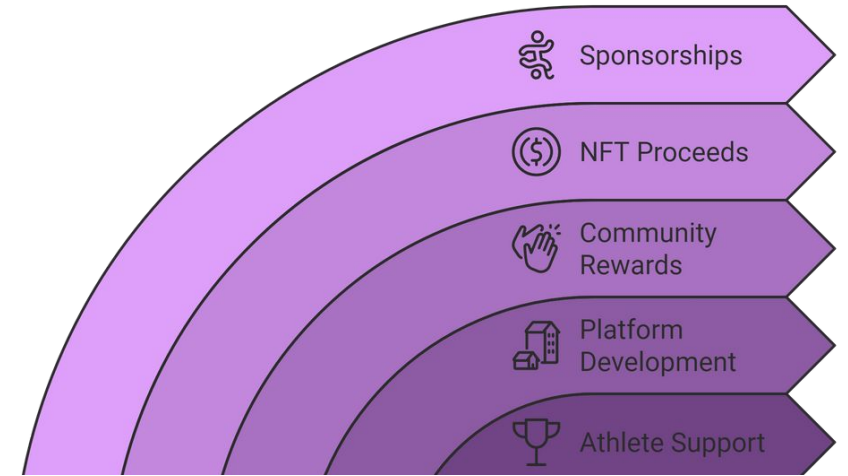 Sponsorships
NFT Proceeds
Community
Rewards
Platform
Development
Athlete Support